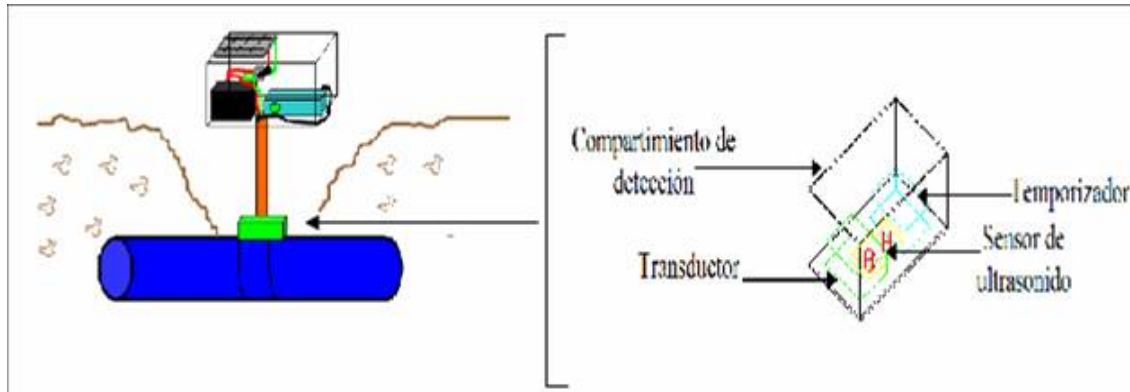 Compartimiento de
detección
Temporizador
Sensor de
ultrasonido
Transductor